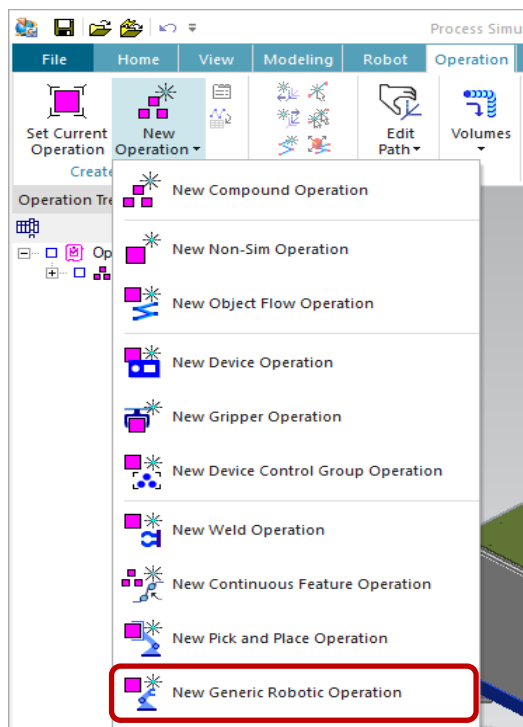 Process Simu
File Home View Modeling Robot Operation
Set Current Operation
New Operation
Edit Path
Volumes
Create
Operation Tre
Op
New Compound Operation
New Non-Sim Operation
New Object Flow Operation
New Device Operation
New Gripper Operation
New Device Control Group Operation
New Weld Operation
New Continuous Feature Operation
New Pick and Place Operation
New Generic Robotic Operation